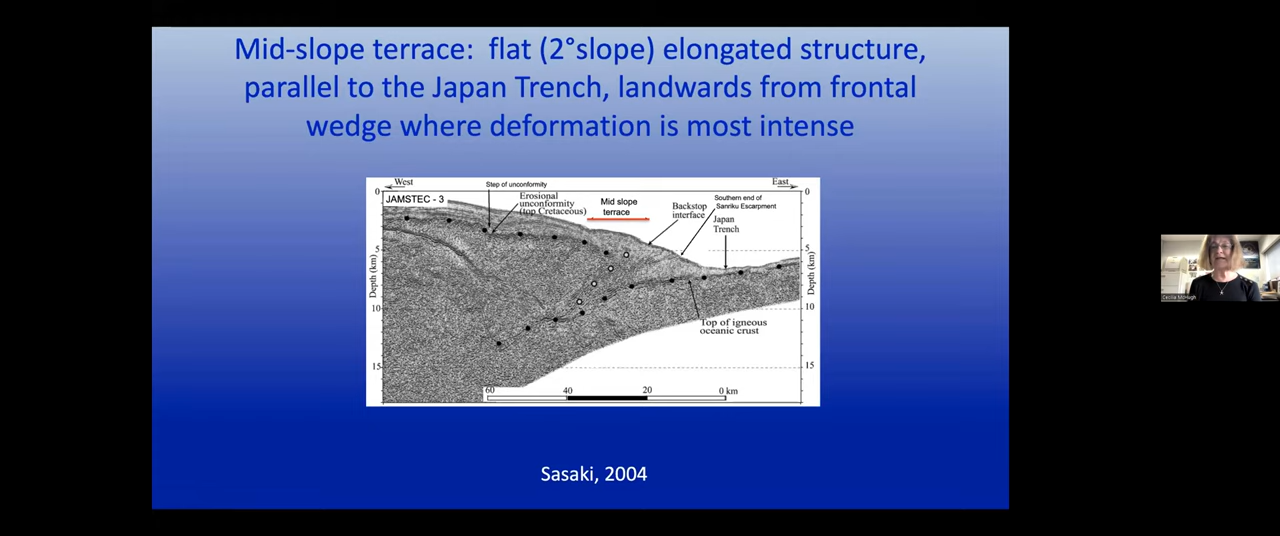 Mid-slope terrace: flat (2°slope) elongated structure,
parallel to the Japan Trench, landwards from frontal
wedge where deformation is most intense
West
East
0
0
JAMSTEC - 3
Step of unconformity
Erosional
unconformity
(top Cretaceous)
Mid slope
terrace
Backstop
interface
Southern end of
Sanriku Escarpment
Japan
Trench
5
5
Depth (km)
Depth (km)
10
10
Top of igneous
oceanic crust
15
15
60
40
20
0 km
Sasaki, 2004
Cecilia McHugh